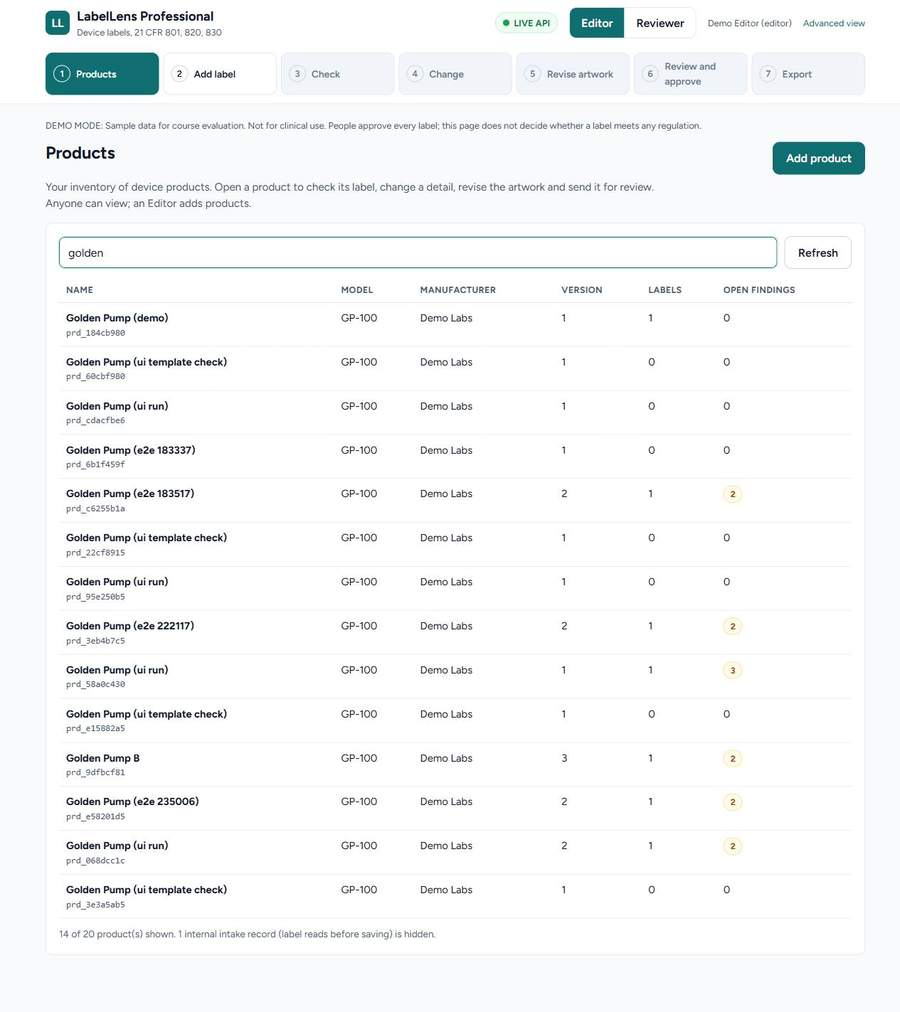 LL
LabelLens Professional
Device labels, 21 CFR 801, 820, 830
LIVE API
Editor
Reviewer
Demo Editor (editor)
Advanced view
1 Products
2 Add label
3 Check
4 Change
5 Revise artwork
6 Review and
approve
7 Export
DEMO MODE: Sample data for course evaluation. Not for clinical use. People approve every label; this page does not decide whether a label meets any regulation.
Products
Add product
Your inventory of device products. Open a product to check its label, change a detail, revise the artwork and send it for review.
Anyone can view; an Editor adds products.
golden
Refresh
NAME MODEL MANUFACTURER VERSION LABELS OPEN FINDINGS
Golden Pump (demo) GP-100 Demo Labs 1 1 0
prd_184cb980
Golden Pump (ui template check) GP-100 Demo Labs 1 0 0
prd_60cbf980
Golden Pump (ui run) GP-100 Demo Labs 1 0 0
prd_cdacfbe6
Golden Pump (e2e 183337) GP-100 Demo Labs 1 0 0
prd_6b1f459f
Golden Pump (e2e 183517) GP-100 Demo Labs 2 1 2
prd_c6255b1a
Golden Pump (ui template check) GP-100 Demo Labs 1 0 0
prd_22cf8915
Golden Pump (ui run) GP-100 Demo Labs 1 0 0
prd_95e250b5
Golden Pump (e2e 222117) GP-100 Demo Labs 2 1 2
prd_3eb4b7c5
Golden Pump (ui run) GP-100 Demo Labs 1 1 3
prd_58a0c430
Golden Pump (ui template check) GP-100 Demo Labs 1 0 0
prd_e15882a5
Golden Pump B GP-100 Demo Labs 3 1 2
prd_9dfbcf81
Golden Pump (e2e 235006) GP-100 Demo Labs 2 1 2
prd_e58201d5
Golden Pump (ui run) GP-100 Demo Labs 2 1 2
prd_068dcc1c
Golden Pump (ui template check) GP-100 Demo Labs 1 0 0
prd_3e3a5ab5
14 of 20 product(s) shown. 1 internal intake record (label reads before saving) is hidden.